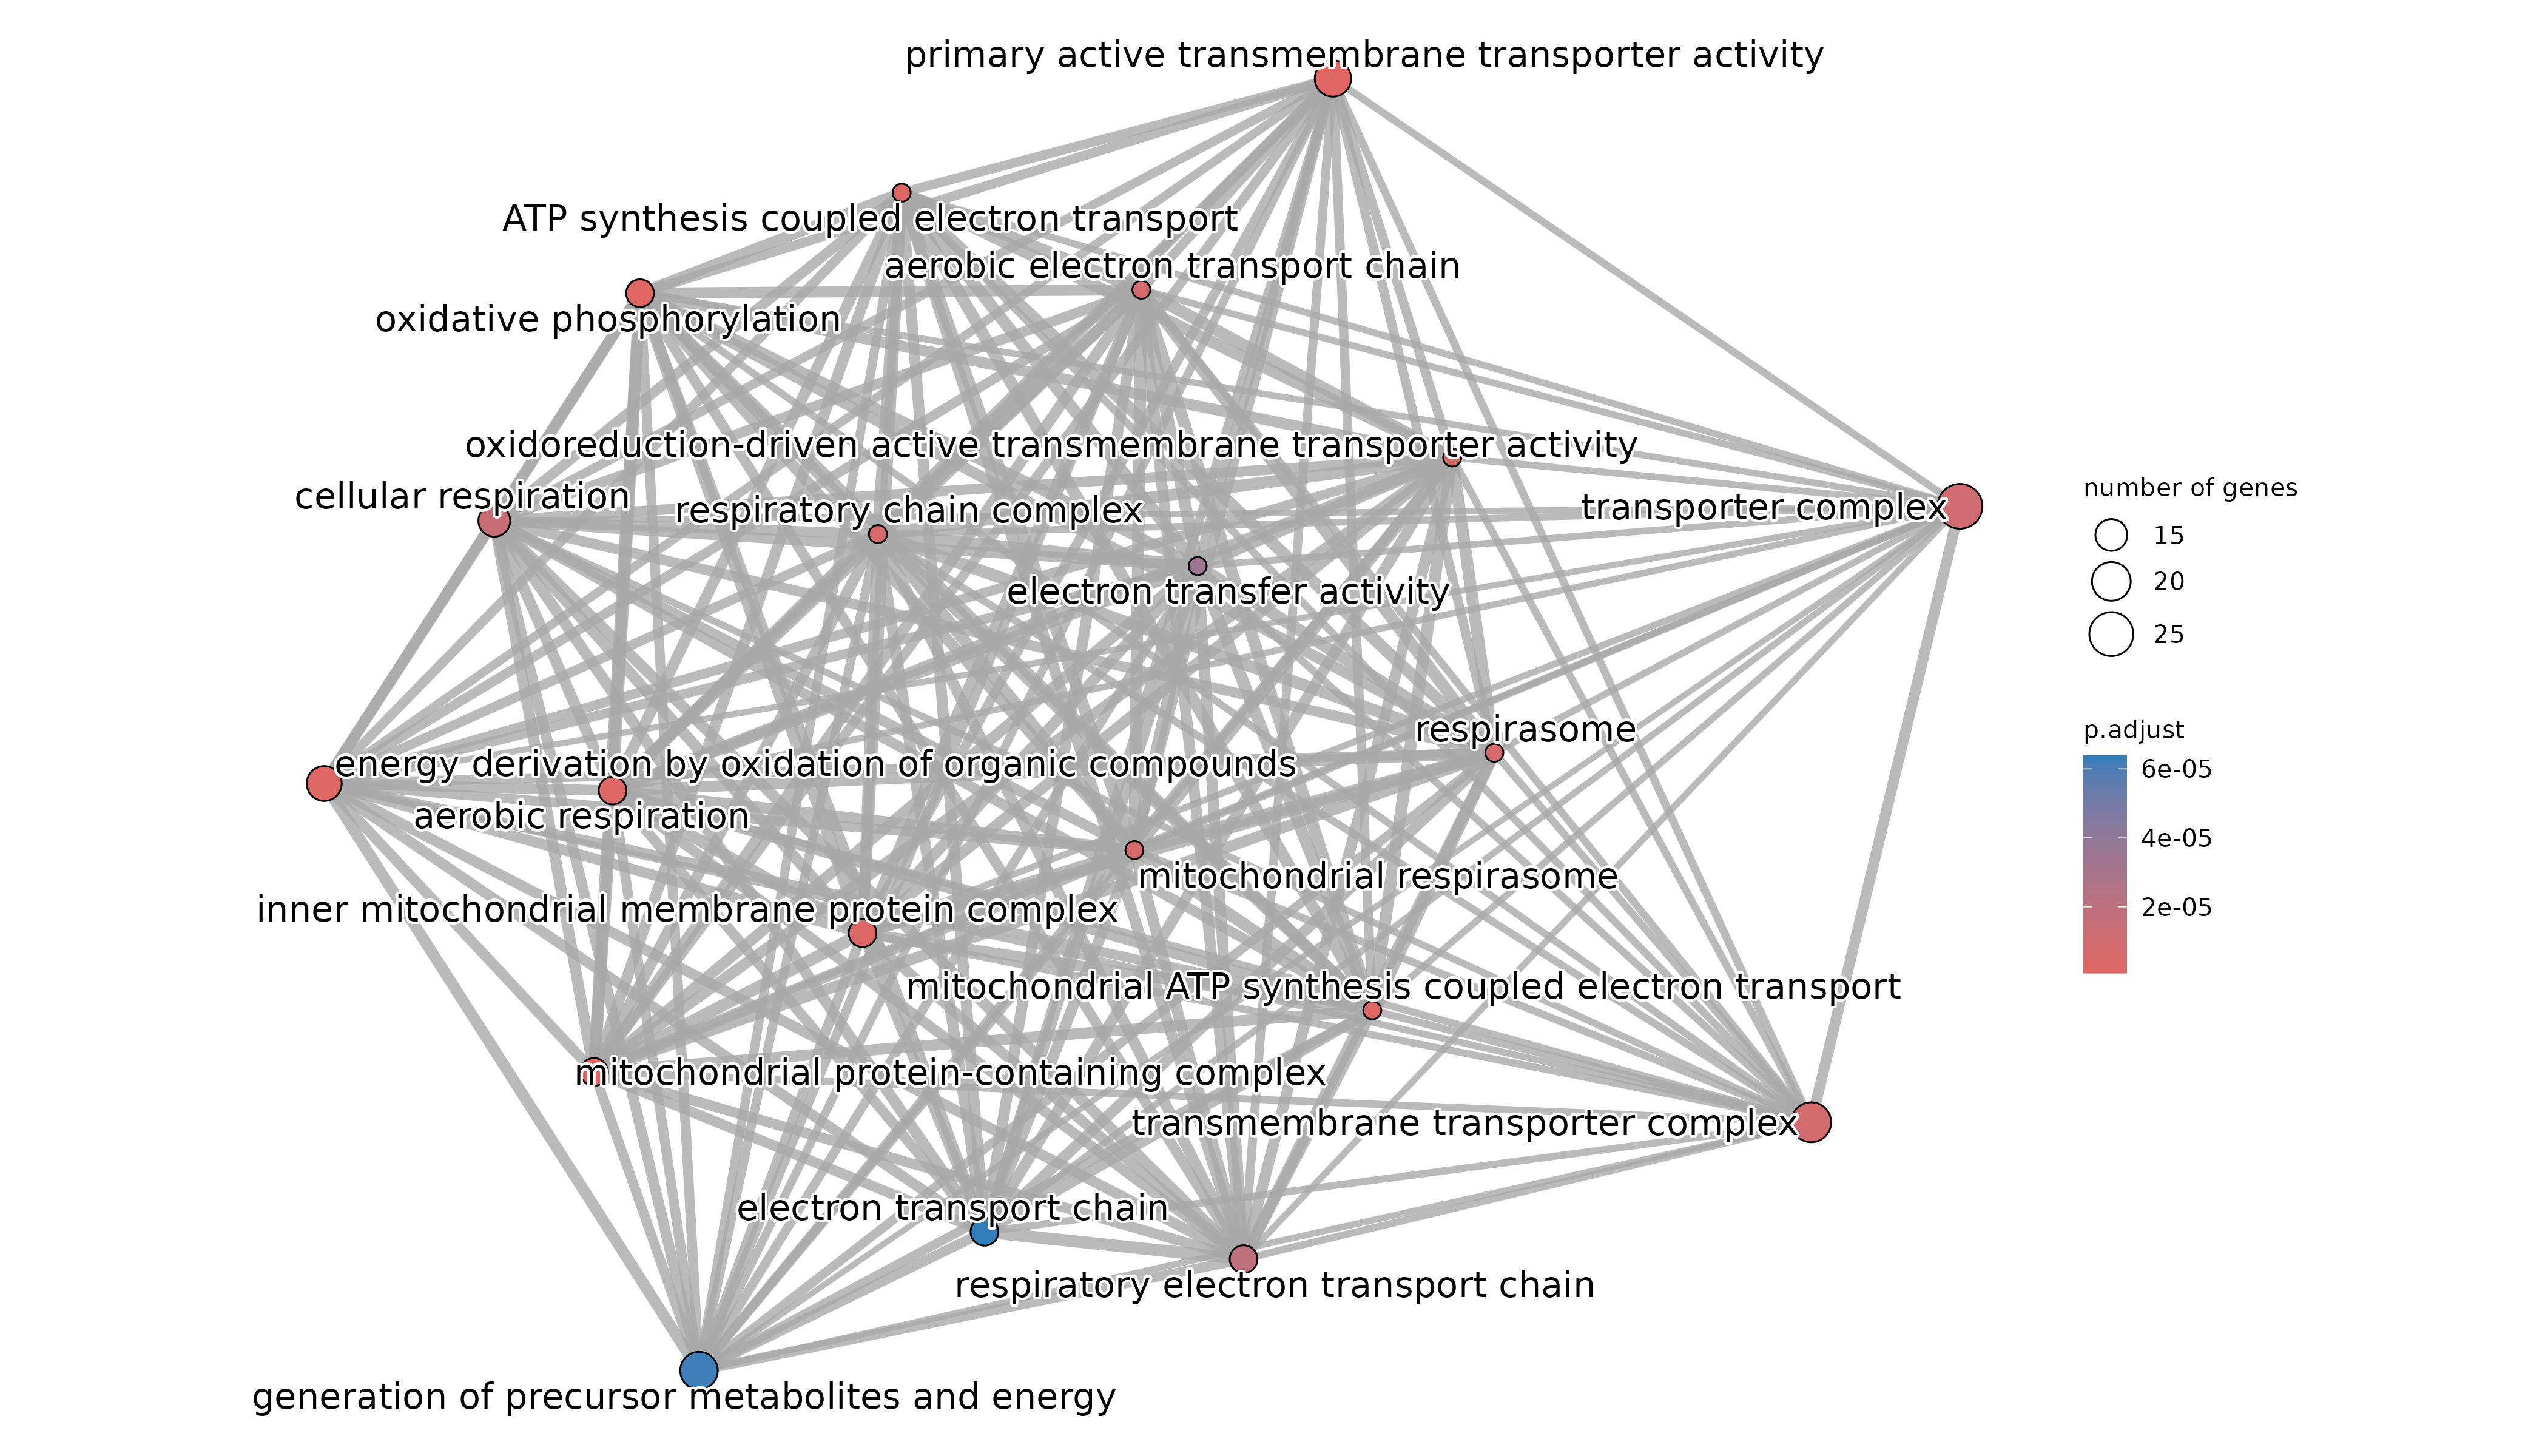 primary active transmembrane transporter activity
ATP synthesis coupled electron transport
aerobic electron transport chain
oxidative phosphorylation
oxidoreduction-driven active transmembrane transporter activity
cellular respiration
respiratory chain complex
transporter complex
electron transfer activity
respirasome
energy derivation by oxidation of organic compounds
aerobic respiration
mitochondrial respirasome
inner mitochondrial membrane protein complex
mitochondrial ATP synthesis coupled electron transport
mitochondrial protein-containing complex
transmembrane transporter complex
electron transport chain
respiratory electron transport chain
generation of precursor metabolites and energy
number of genes
15
20
25
p.adjust
6e-05
4e-05
2e-05